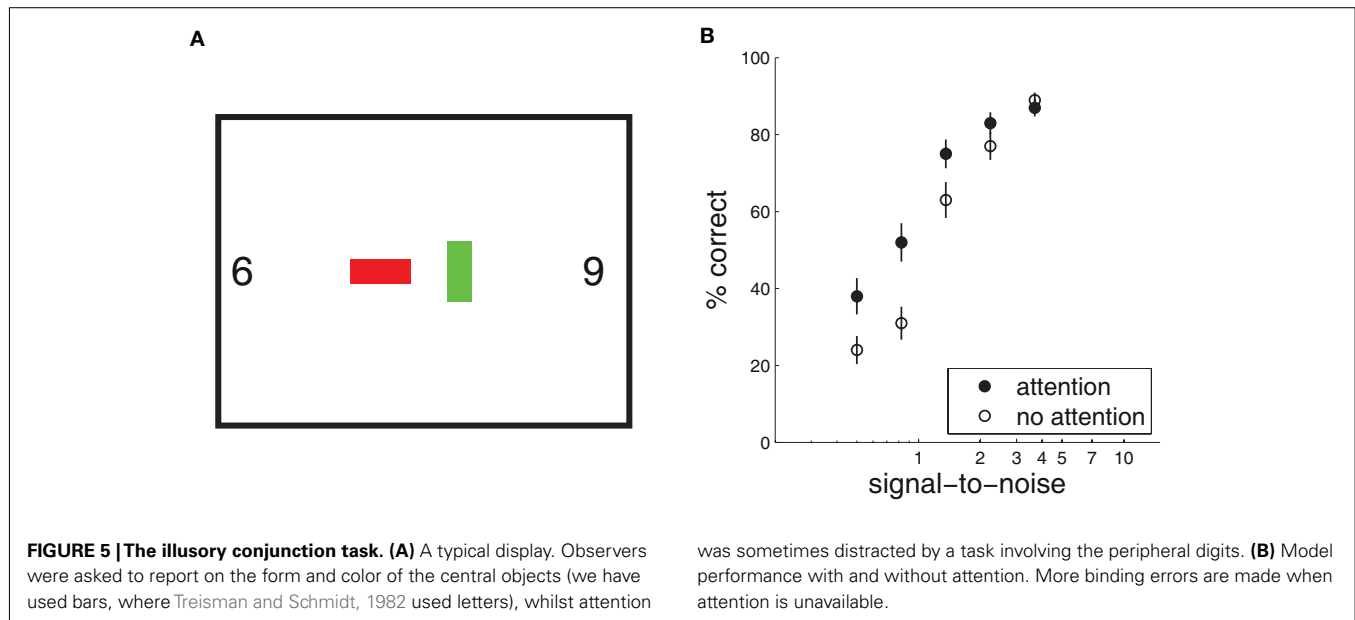 A
6
9
B
100
80
60
40
20
0
% correct
attention
no attention
1 2 3 4 5 7 10
signal-to-noise
FIGURE 5 | The illusory conjunction task. (A) A typical display. Observers
were asked to report on the form and color of the central objects (we have
used bars, where Treisman and Schmidt, 1982 used letters), whilst attention
was sometimes distracted by a task involving the peripheral digits. (B) Model
performance with and without attention. More binding errors are made when
attention is unavailable.